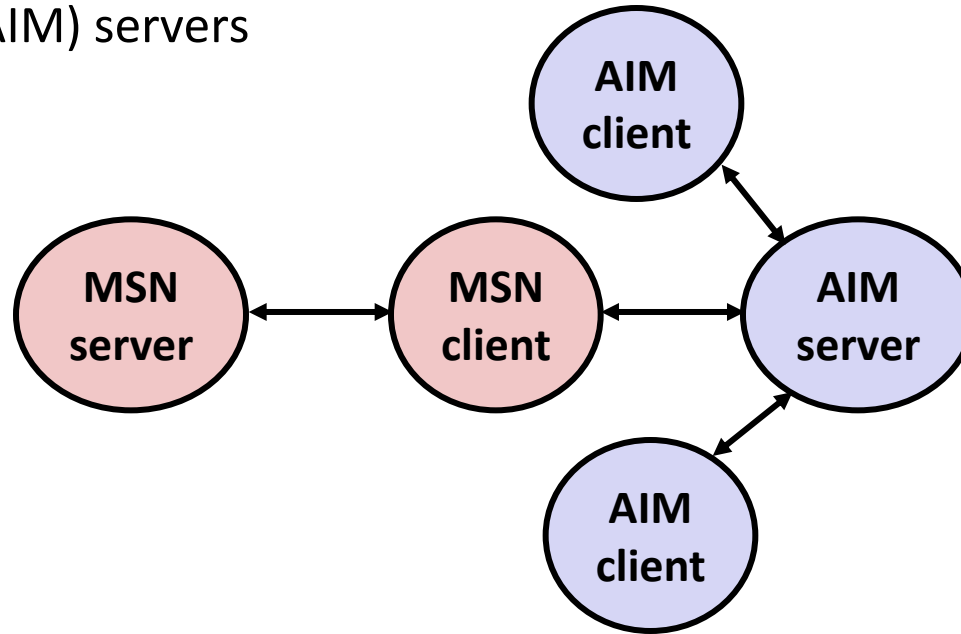 AIM) servers
AIM
client
MSN
server
MSN
client
AIM
server
AIM
client